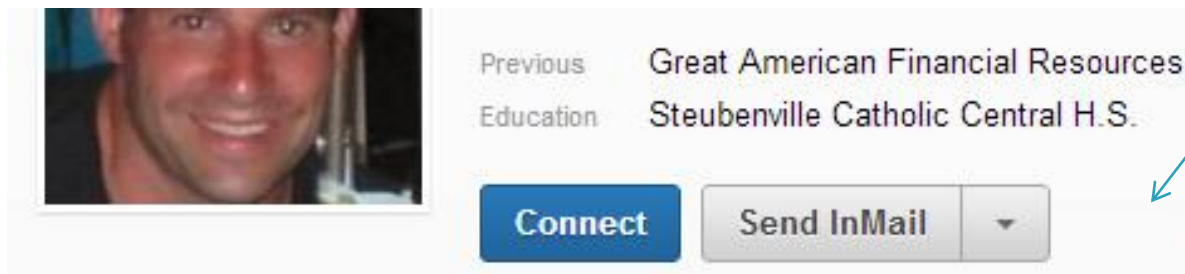 Previous Great American Financial Resources
Education Steubenville Catholic Central H.S.
Connect Send InMail